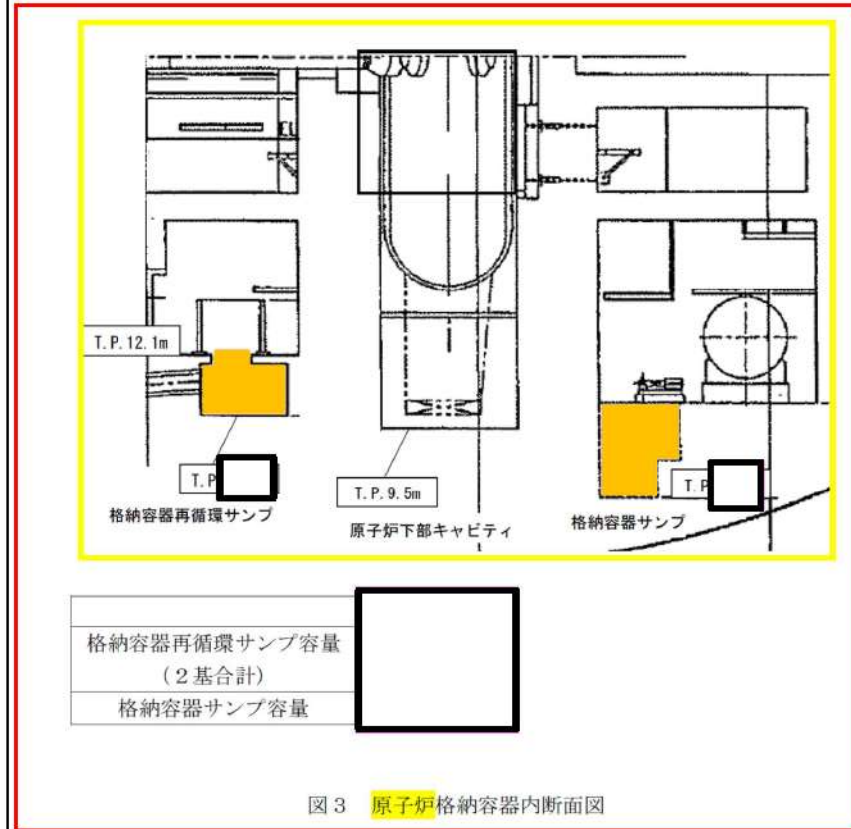 T.P.12.1m
T.P
格納容器再循環サンプ
T.P.9.5m
原子炉下部キャビティ
T.P
格納容器サンプ
格納容器再循環サンプ容量
(2基合計)
格納容器サンプ容量
図3 原子炉格納容器内断面図